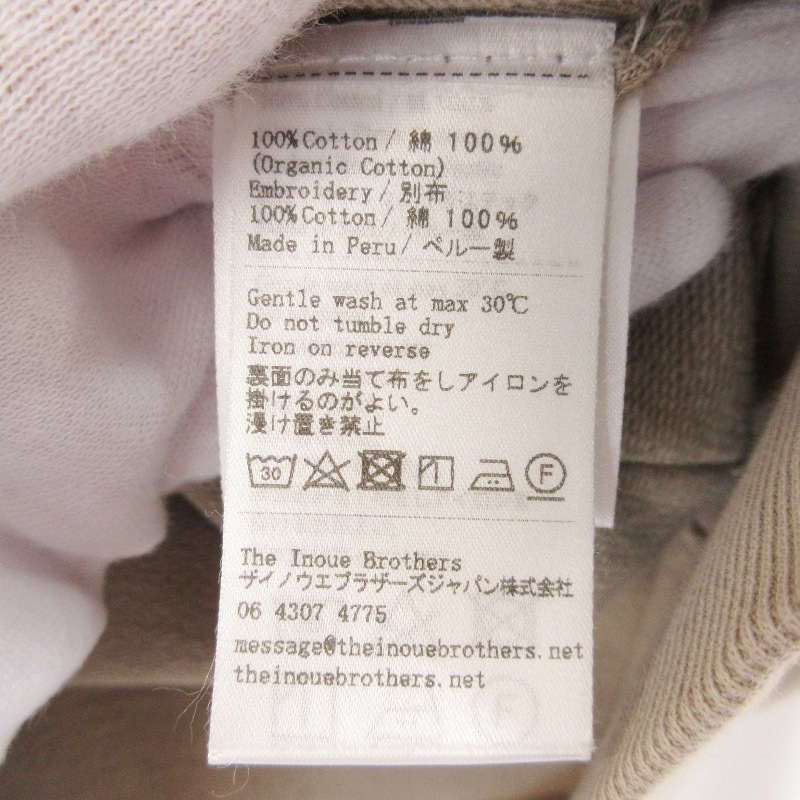 100%Cotton / 綿 100%
(Organic Cotton)
Embroidery / 別布
100%Cotton / 綿 100%
Made in Peru / ペルー製
Gentle wash at max 30℃
Do not tumble dry
Iron on reverse
裏面のみ当て布をしアイロンを
掛けるのがよい。
浸け置き禁止
30 F
The Inoue Brothers
ザイノウエブラザーズジャパン株式会社
06 4307 4775
message@theinouebrothers.net
theinouebrothers.net